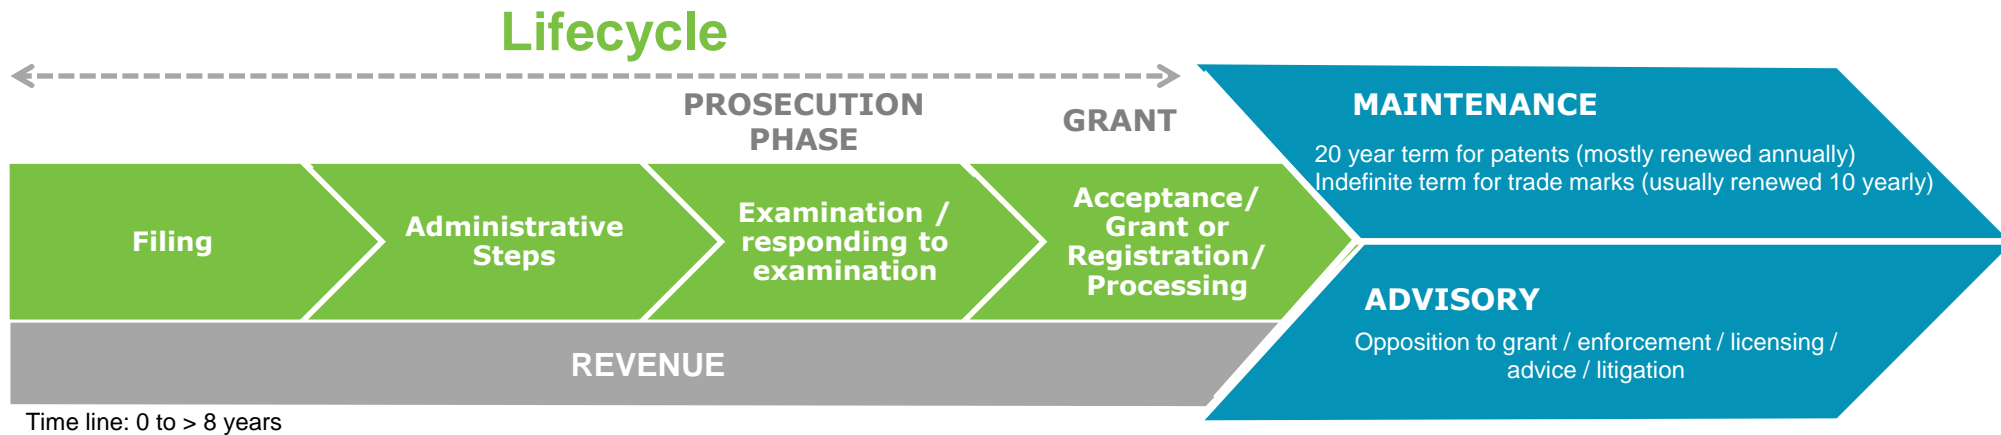 Lifecycle
PROSECUTION
PHASE
GRANT
Filing
Administrative
Steps
Examination /
responding to
examination
Acceptance/
Grant or
Registration/
Processing
REVENUE
Time line: 0 to > 8 years
MAINTENANCE
20 year term for patents (mostly renewed annually)
Indefinite term for trade marks (usually renewed 10 yearly)
ADVISORY
Opposition to grant / enforcement / licensing /
advice / litigation